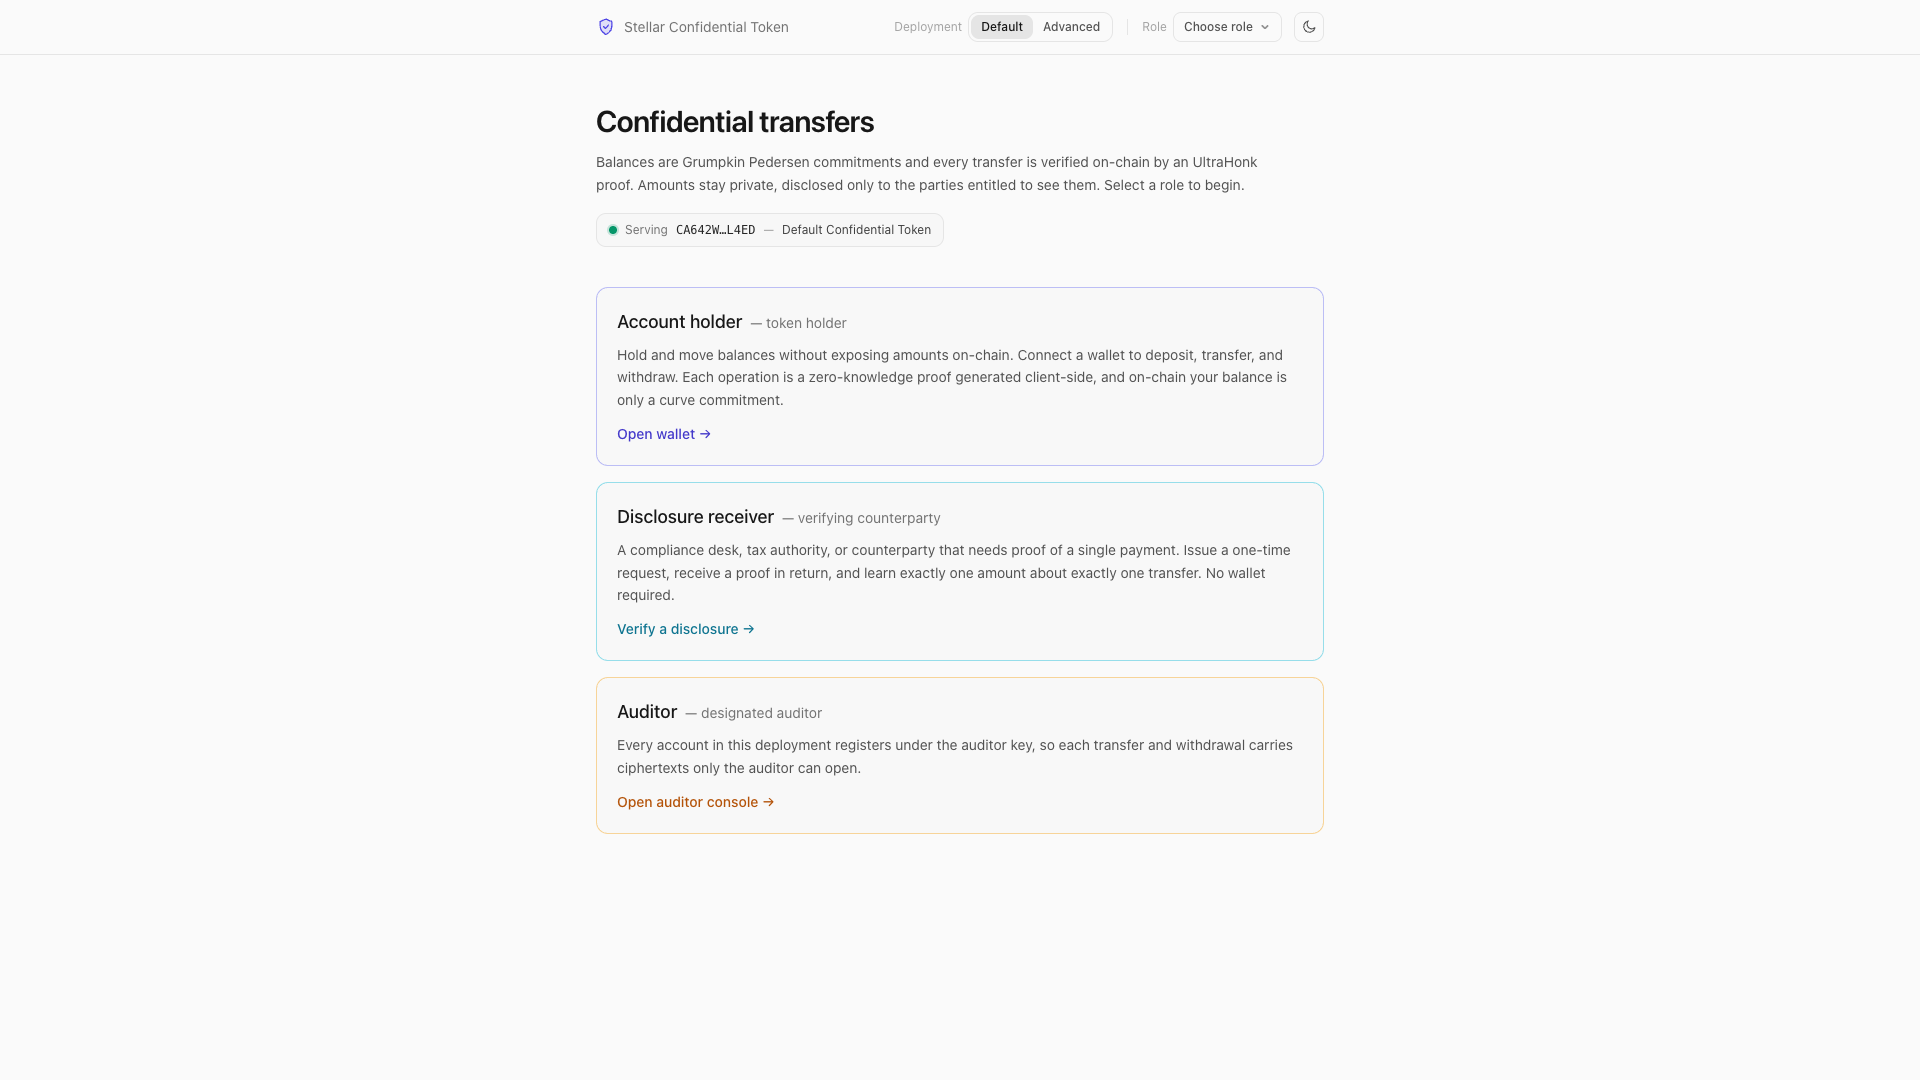 Stellar Confidential Token
Deployment Default Advanced Role Choose role
Confidential transfers
Balances are Grumpkin Pedersen commitments and every transfer is verified on-chain by an UltraHonk
proof. Amounts stay private, disclosed only to the parties entitled to see them. Select a role to begin.
Serving CA642W…L4ED — Default Confidential Token
Account holder — token holder
Hold and move balances without exposing amounts on-chain. Connect a wallet to deposit, transfer, and
withdraw. Each operation is a zero-knowledge proof generated client-side, and on-chain your balance is
only a curve commitment.
Open wallet →
Disclosure receiver — verifying counterparty
A compliance desk, tax authority, or counterparty that needs proof of a single payment. Issue a one-time
request, receive a proof in return, and learn exactly one amount about exactly one transfer. No wallet
required.
Verify a disclosure →
Auditor — designated auditor
Every account in this deployment registers under the auditor key, so each transfer and withdrawal carries
ciphertexts only the auditor can open.
Open auditor console →